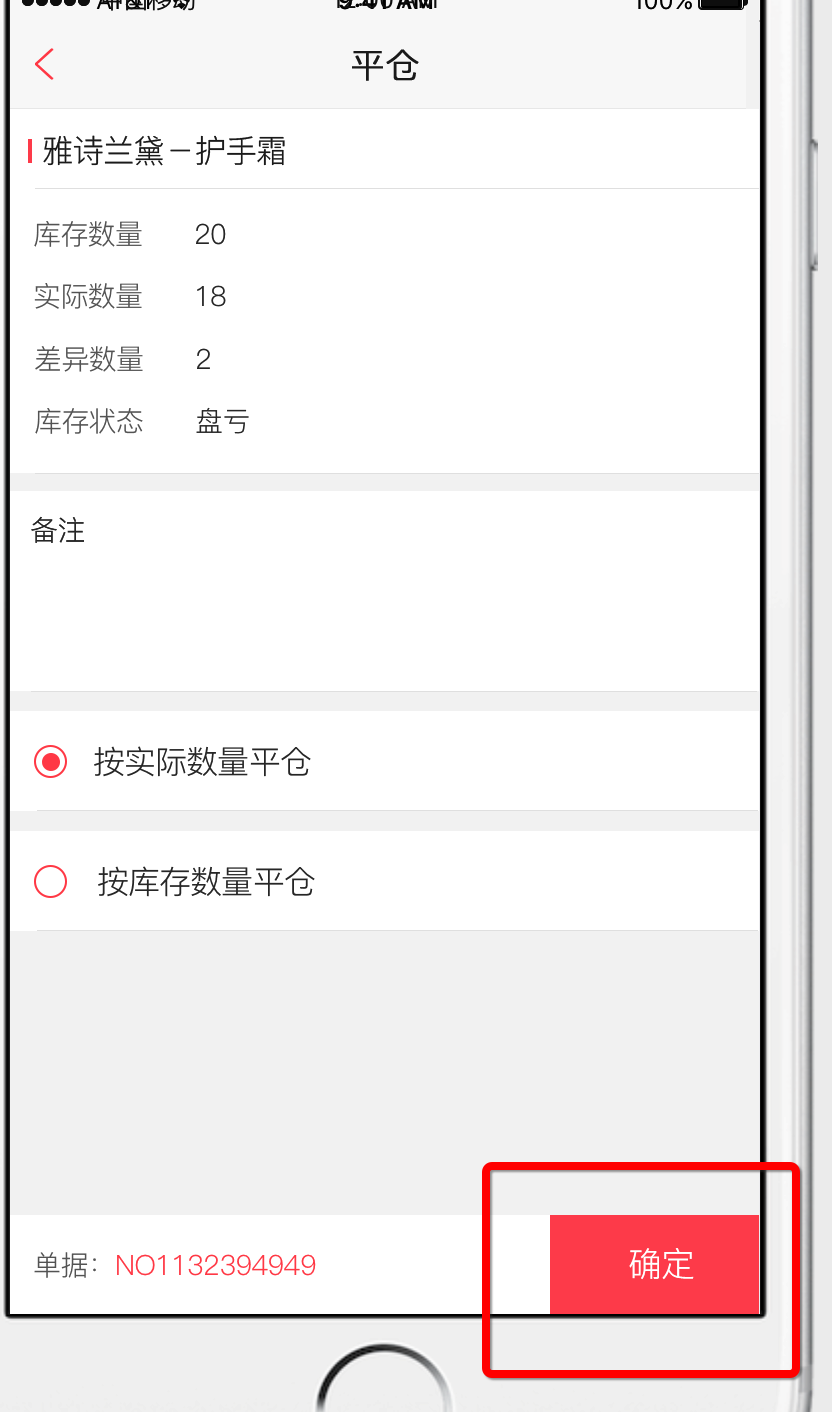 100%
平仓
雅诗兰黛－护手霜
库存数量 20
实际数量 18
差异数量 2
库存状态 盘亏
备注
按实际数量平仓
按库存数量平仓
单据：NO1132394949
确定